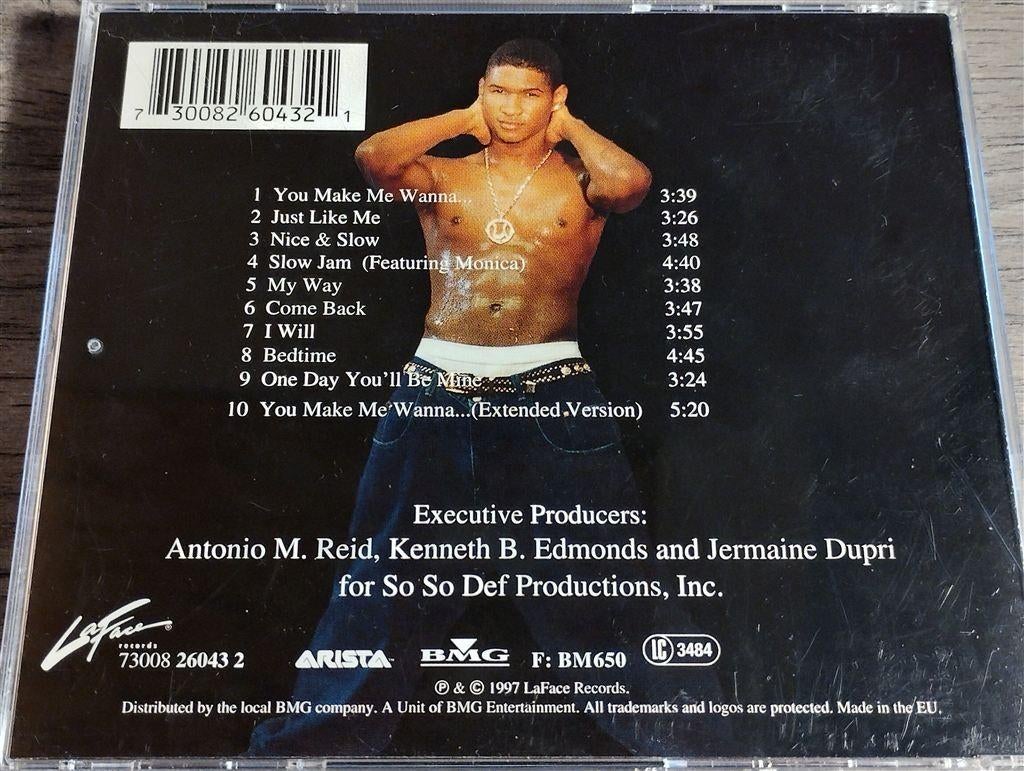 7 30082 60432 1
1 You Make Me Wanna... 3:39
2 Just Like Me 3:26
3 Nice & Slow 3:48
4 Slow Jam (Featuring Monica) 4:40
5 My Way 3:38
6 Come Back 3:47
7 I Will 3:55
8 Bedtime 4:45
9 One Day You'll Be Mine 3:24
10 You Make Me Wanna...(Extended Version) 5:20
U
Executive Producers:
Antonio M. Reid, Kenneth B. Edmonds and Jermaine Dupri
for So So Def Productions, Inc.
LaFace®
records
73008 26043 2 ARISTA™ BMG F: BM650 LC 3484
℗ & © 1997 LaFace Records.
Distributed by the local BMG company. A Unit of BMG Entertainment. All trademarks and logos are protected. Made in the EU.